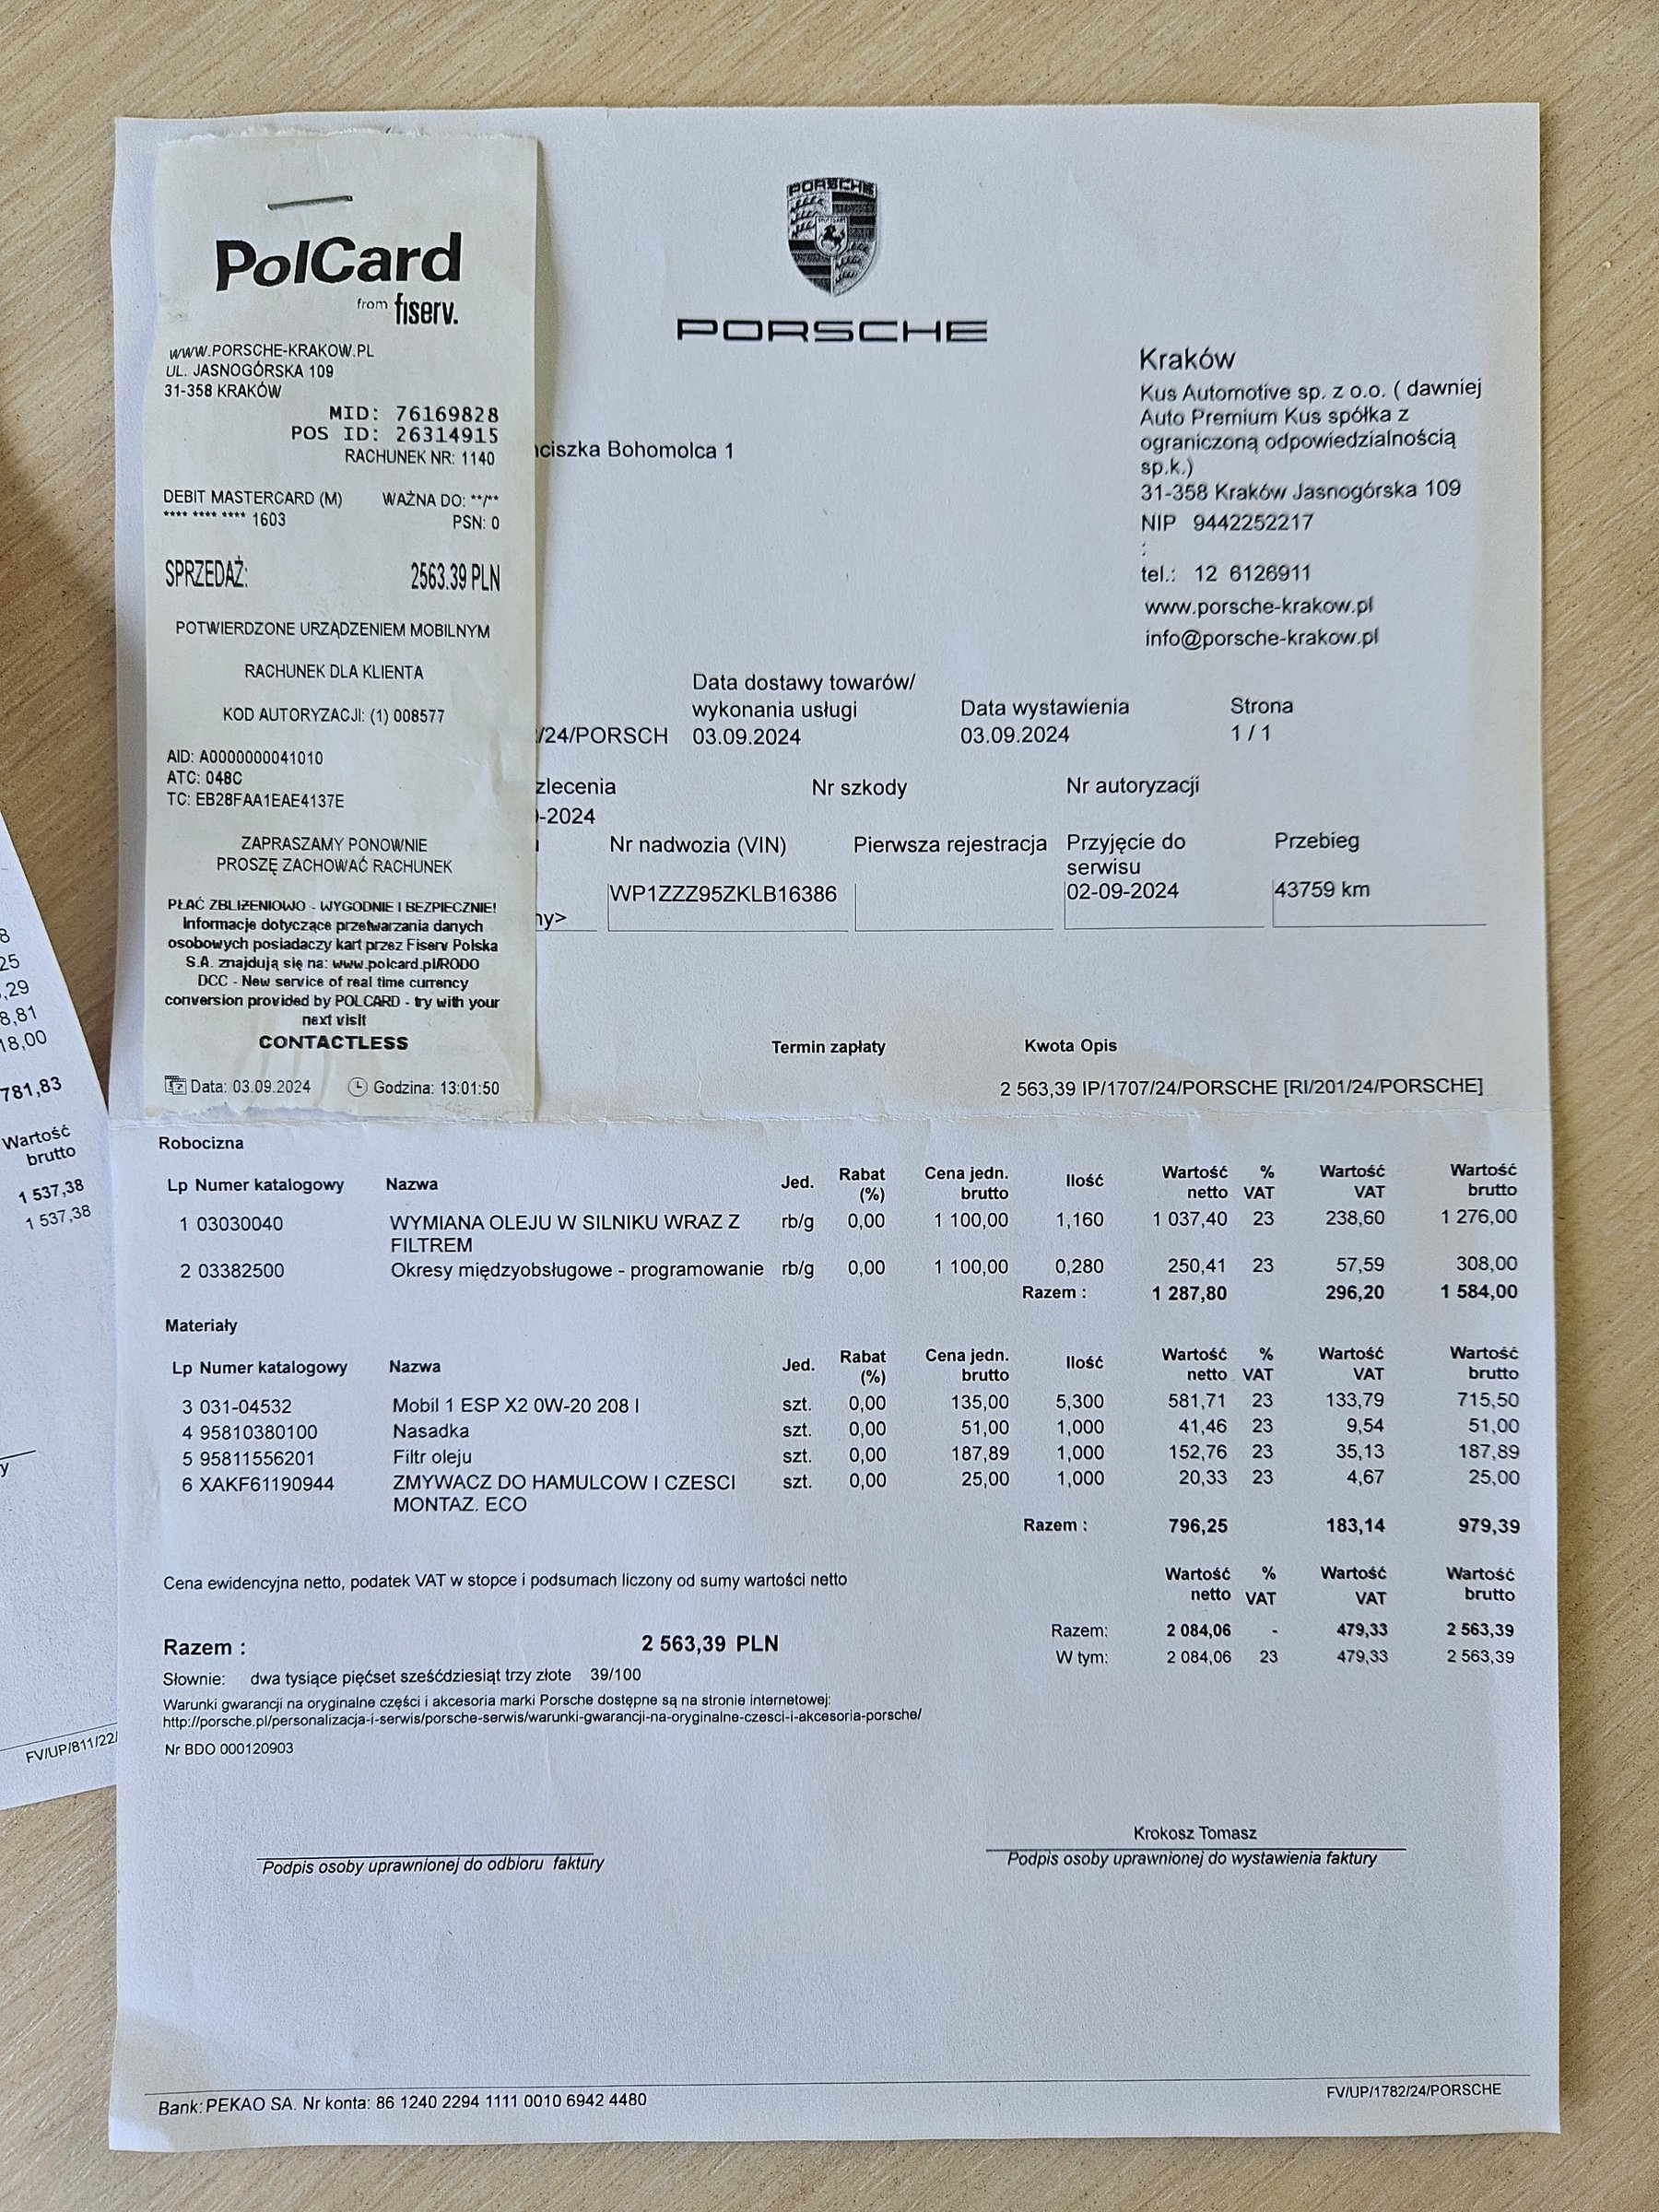 PolCard
from fiserv.
WWW.PORSCHE-KRAKOW.PL
UL. JASNOGÓRSKA 109
31-358 KRAKÓW
MID: 76169828
POS ID: 26314915
RACHUNEK NR: 1140
DEBIT MASTERCARD (M) WAŻNA DO: **/**
**** **** **** 1603 PSN: 0
SPRZEDAŻ: 2563.39 PLN
POTWIERDZONE URZĄDZENIEM MOBILNYM
RACHUNEK DLA KLIENTA
KOD AUTORYZACJI: (1) 008577
AID: A0000000041010
ATC: 048C
TC: EB28FAA1EAE4137E
ZAPRASZAMY PONOWNIE
PROSZĘ ZACHOWAĆ RACHUNEK
PŁAĆ ZBLIŻENIOWO - WYGODNIE I BEZPIECZNIE!
Informacje dotyczące przetwarzania danych
osobowych posiadaczy kart przez Fiserv Polska
S.A. znajdują się na: www.polcard.pl/RODO
DCC - New service of real time currency
conversion provided by POLCARD - try with your
next visit
CONTACTLESS
Data: 03.09.2024 Godzina: 13:01:50
PORSCHE
PORSCHE
Kraków
Kus Automotive sp. z o.o. ( dawniej
Auto Premium Kus spółka z
ograniczoną odpowiedzialnością
sp.k.)
31-358 Kraków Jasnogórska 109
NIP 9442252217
:
tel.: 12 6126911
www.porsche-krakow.pl
info@porsche-krakow.pl
ciszka Bohomolca 1
Data dostawy towarów/
wykonania usługi Data wystawienia Strona
/24/PORSCH 03.09.2024 03.09.2024 1 / 1
zlecenia Nr szkody Nr autoryzacji
-2024
Nr nadwozia (VIN) Pierwsza rejestracja Przyjęcie do Przebieg
serwisu
WP1ZZZ95ZKLB16386 02-09-2024 43759 km
ny>
Termin zapłaty Kwota Opis
2 563,39 IP/1707/24/PORSCHE [RI/201/24/PORSCHE]
Robocizna
Lp Numer katalogowy Nazwa Jed. Rabat (%) Cena jedn. brutto Ilość Wartość netto % VAT Wartość VAT Wartość brutto
1 03030040 WYMIANA OLEJU W SILNIKU WRAZ Z rb/g 0,00 1 100,00 1,160 1 037,40 23 238,60 1 276,00
FILTREM
2 03382500 Okresy międzyobsługowe - programowanie rb/g 0,00 1 100,00 0,280 250,41 23 57,59 308,00
Razem : 1 287,80 296,20 1 584,00
Materiały
Lp Numer katalogowy Nazwa Jed. Rabat (%) Cena jedn. brutto Ilość Wartość netto % VAT Wartość VAT Wartość brutto
3 031-04532 Mobil 1 ESP X2 0W-20 208 l szt. 0,00 135,00 5,300 581,71 23 133,79 715,50
4 95810380100 Nasadka szt. 0,00 51,00 1,000 41,46 23 9,54 51,00
5 95811556201 Filtr oleju szt. 0,00 187,89 1,000 152,76 23 35,13 187,89
6 XAKF61190944 ZMYWACZ DO HAMULCOW I CZESCI szt. 0,00 25,00 1,000 20,33 23 4,67 25,00
MONTAZ. ECO
Razem : 796,25 183,14 979,39
Cena ewidencyjna netto, podatek VAT w stopce i podsumach liczony od sumy wartości netto
Wartość netto % VAT Wartość VAT Wartość brutto
Razem: 2 084,06 - 479,33 2 563,39
W tym: 2 084,06 23 479,33 2 563,39
Razem : 2 563,39 PLN
Słownie: dwa tysiące pięćset sześćdziesiąt trzy złote 39/100
Warunki gwarancji na oryginalne części i akcesoria marki Porsche dostępne są na stronie internetowej:
http://porsche.pl/personalizacja-i-serwis/porsche-serwis/warunki-gwarancji-na-oryginalne-czesci-i-akcesoria-porsche/
Nr BDO 000120903
Krokosz Tomasz
Podpis osoby uprawnionej do odbioru faktury
Podpis osoby uprawnionej do wystawienia faktury
Bank: PEKAO SA. Nr konta: 86 1240 2294 1111 0010 6942 4480
FV/UP/1782/24/PORSCHE
8
25
,29
8,81
18,00
781,83
Wartość
brutto
1 537,38
1 537,38
y
FV/UP/811/22/